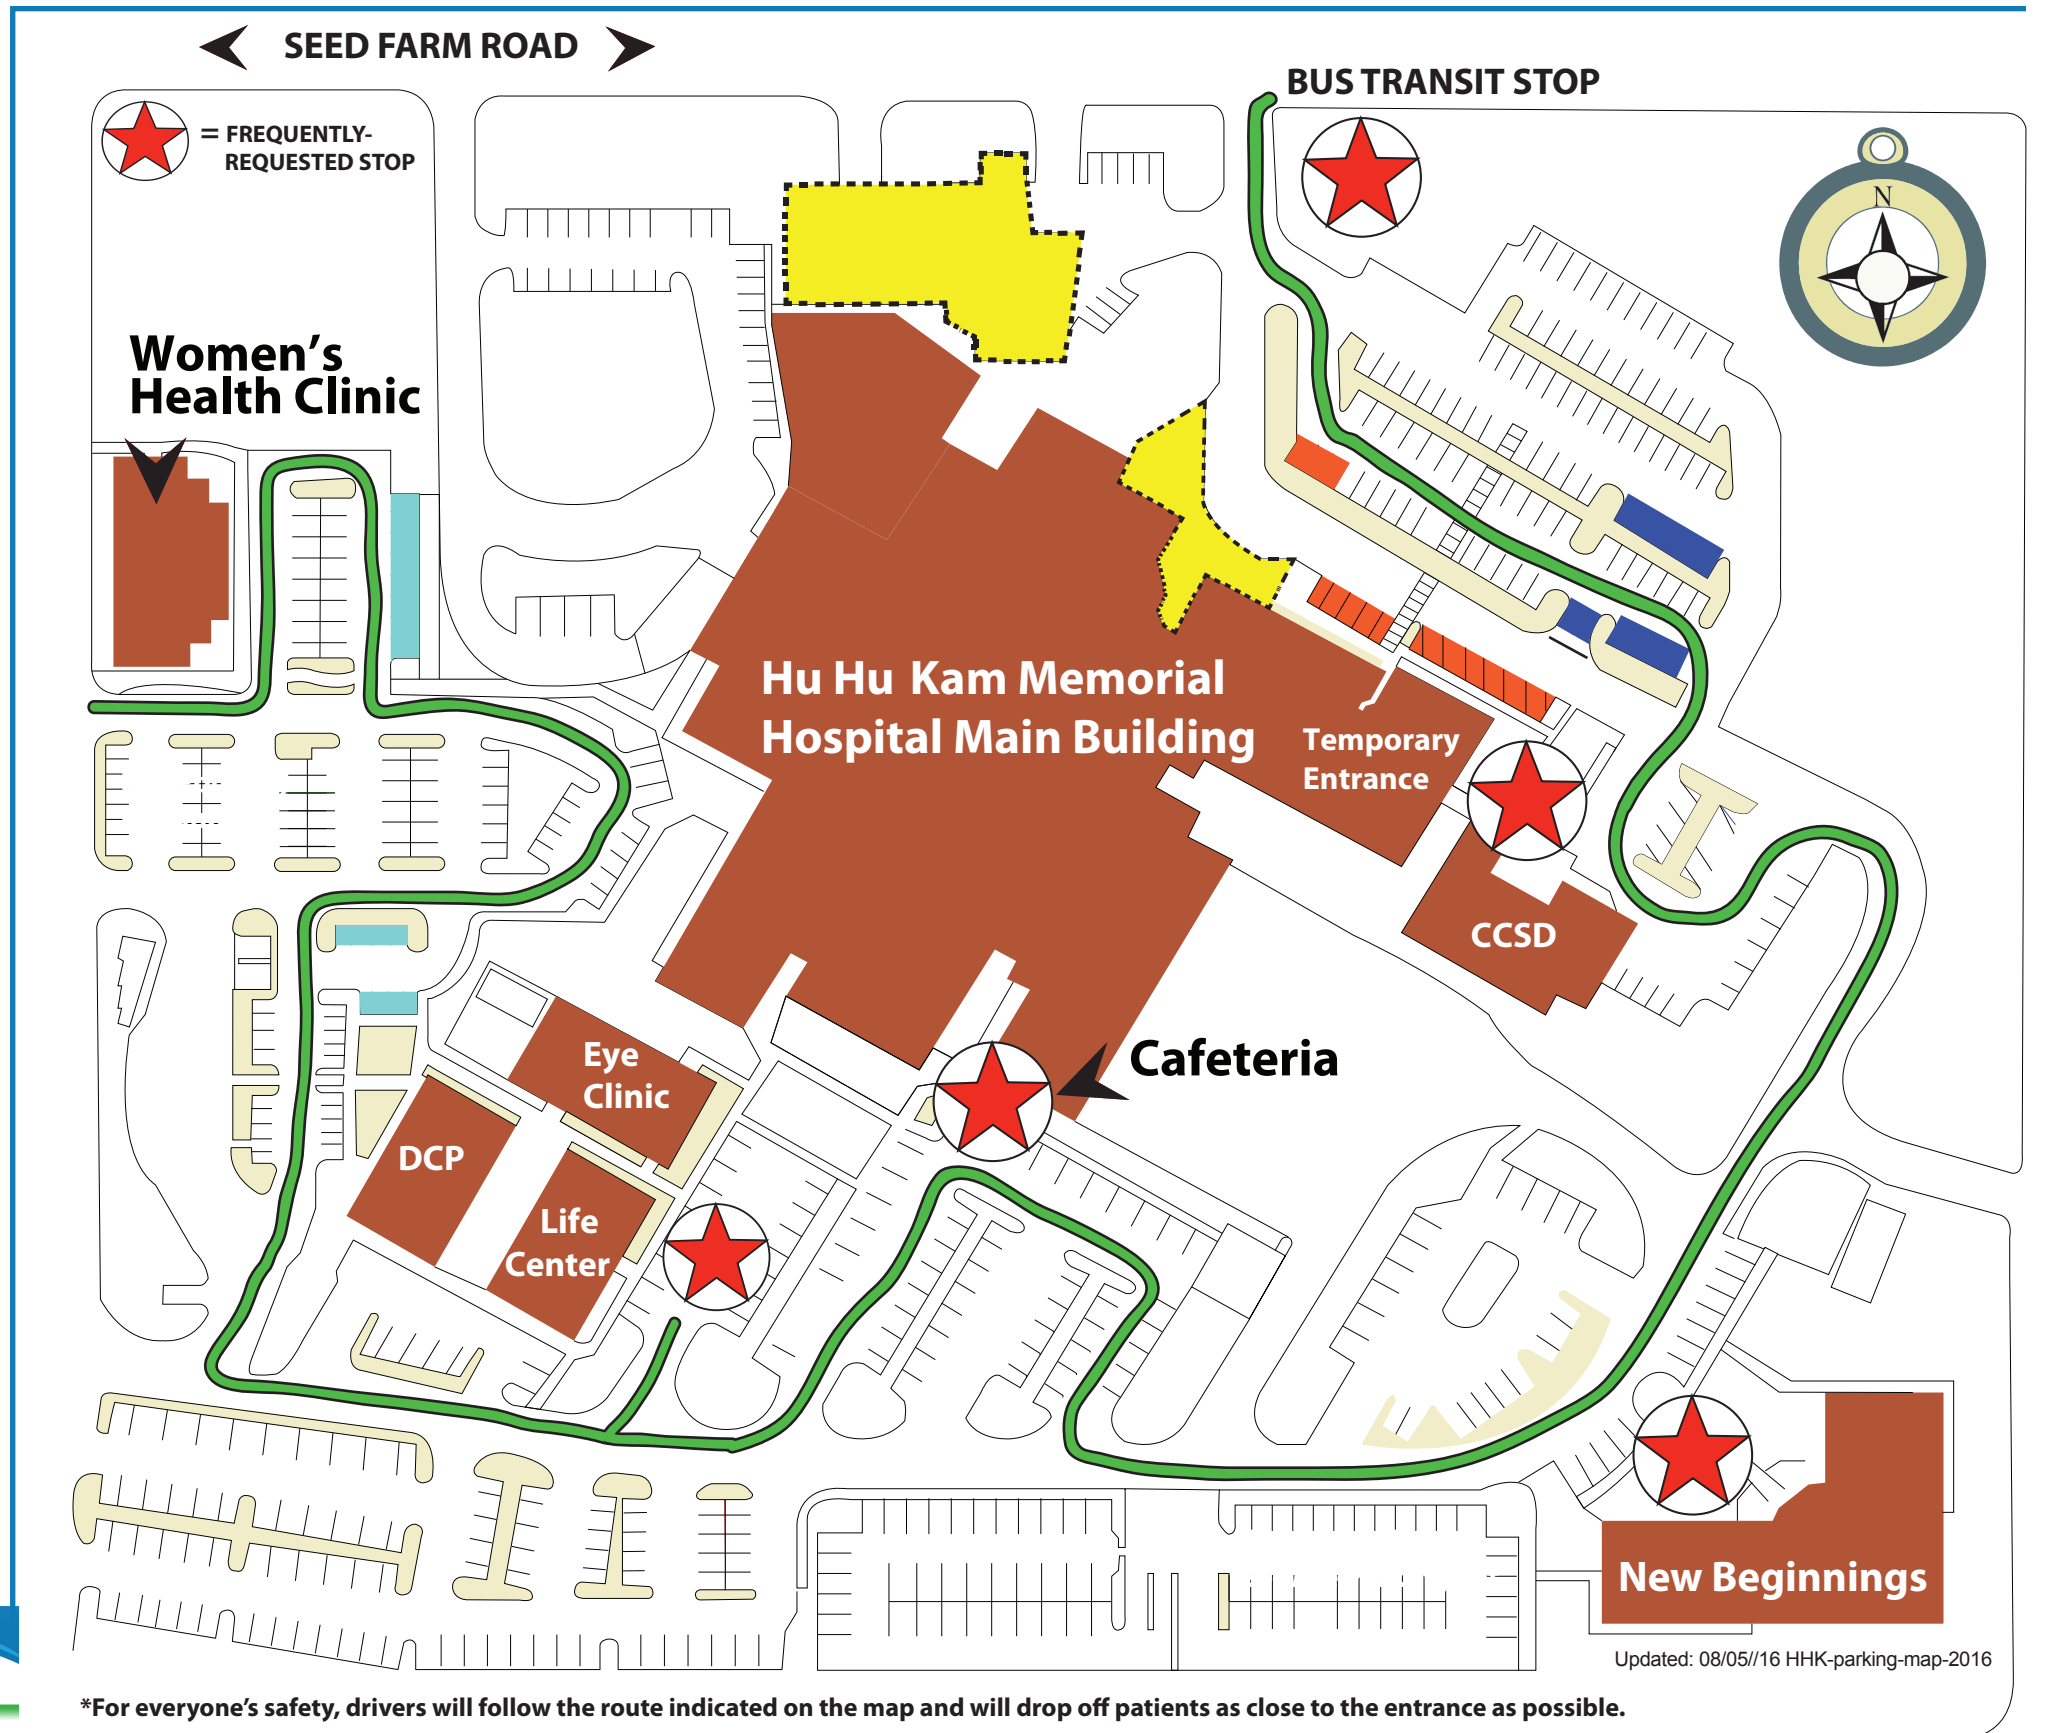 SEED FARM ROAD
BUS TRANSIT STOP
= FREQUENTLY-
REQUESTED STOP
N
Women's
Health Clinic
Hu Hu Kam Memorial
Hospital Main Building
Temporary
Entrance
CCSD
Cafeteria
Eye
Clinic
DCP
Life
Center
New Beginnings
Updated: 08/05//16 HHK-parking-map-2016
*For everyone's safety, drivers will follow the route indicated on the map and will drop off patients as close to the entrance as possible.